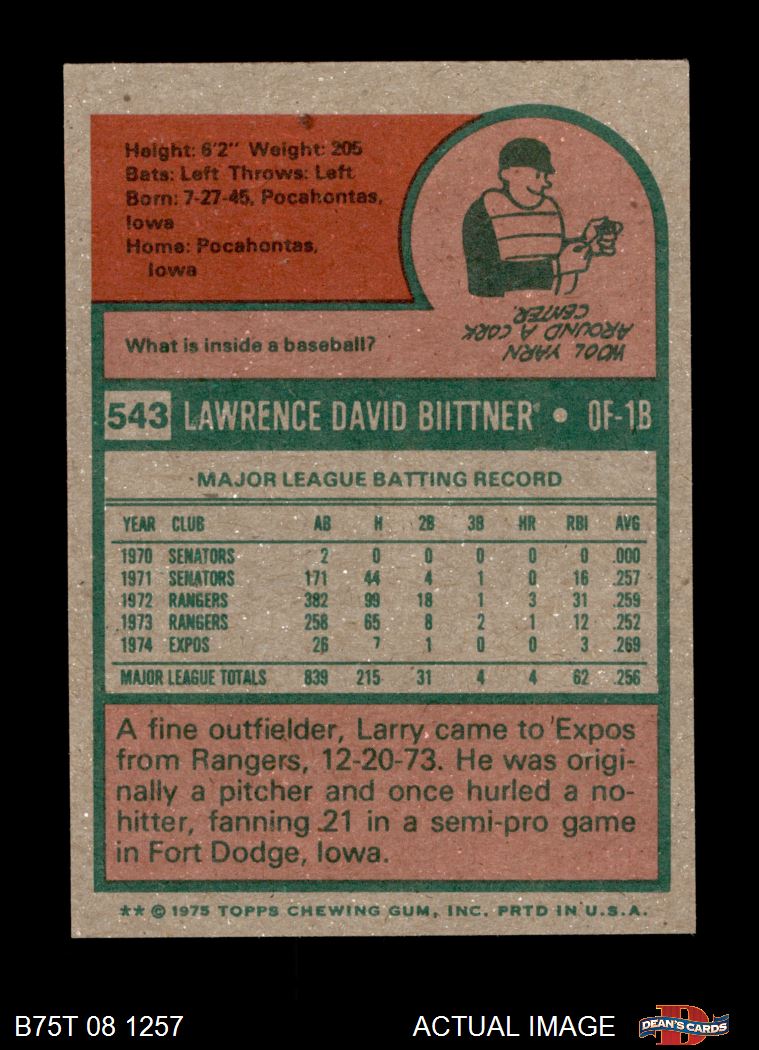 Height: 6'2" Weight: 205
Bats: Left Throws: Left
Born: 7-27-45, Pocahontas,
Iowa
Home: Pocahontas,
Iowa
What is inside a baseball?
WOOL YARN
AROUND A CORK
CENTER.
543 LAWRENCE DAVID BIITTNER • OF-1B
MAJOR LEAGUE BATTING RECORD
YEAR CLUB AB H 2B 3B HR RBI AVG
1970 SENATORS 2 0 0 0 0 0 .000
1971 SENATORS 171 44 4 1 0 16 .257
1972 RANGERS 382 99 18 1 3 31 .259
1973 RANGERS 258 65 8 2 1 12 .252
1974 EXPOS 26 7 1 0 0 3 .269
MAJOR LEAGUE TOTALS 839 215 31 4 4 62 .256
A fine outfielder, Larry came to Expos
from Rangers, 12-20-73. He was origi-
nally a pitcher and once hurled a no-
hitter, fanning 21 in a semi-pro game
in Fort Dodge, Iowa.
** © 1975 TOPPS CHEWING GUM, INC. PRTD IN U.S.A.
B75T 08 1257 ACTUAL IMAGE
DEAN'S CARDS